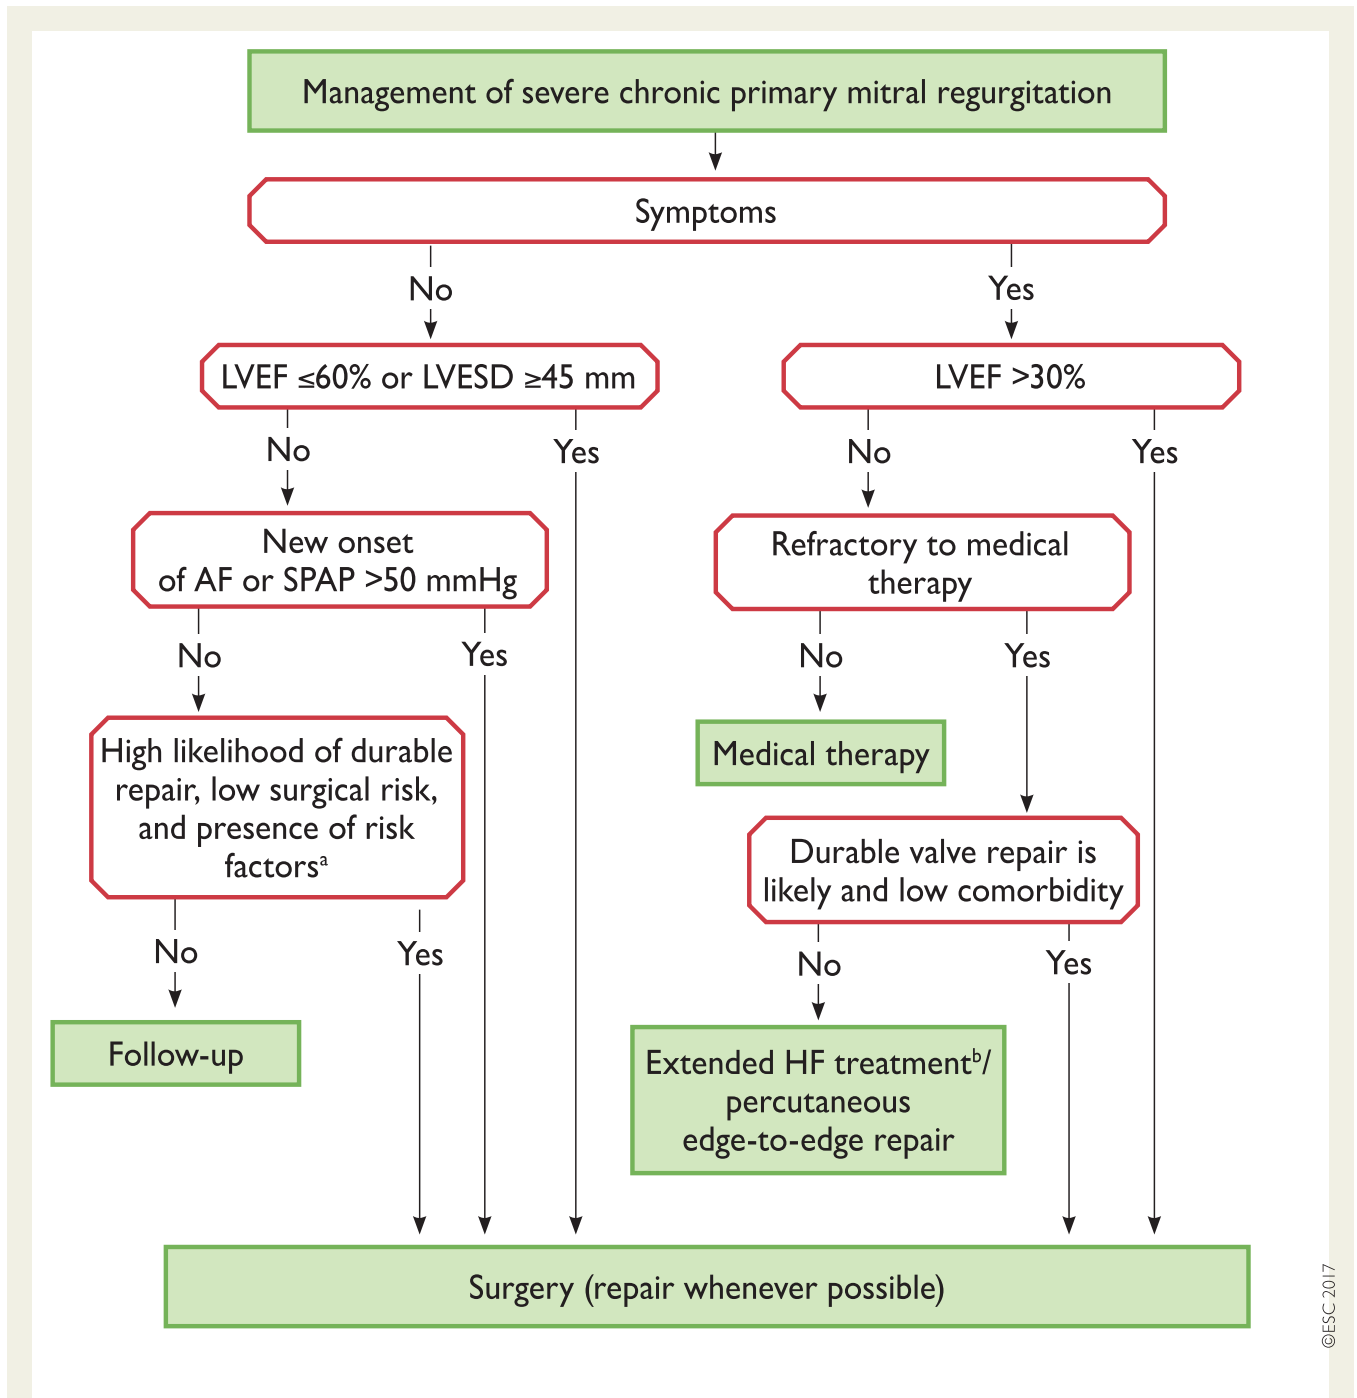 Management of severe chronic primary mitral regurgitation
Symptoms
No
Yes
LVEF ≤60% or LVESD ≥45 mm
LVEF >30%
No
Yes
No
Yes
New onset
of AF or SPAP >50 mmHg
Refractory to medical
therapy
No
Yes
No
Yes
High likelihood of durable
repair, low surgical risk,
and presence of risk
factorsᵃ
Medical therapy
Durable valve repair is
likely and low comorbidity
No
Yes
No
Yes
Follow-up
Extended HF treatmentᵇ/
percutaneous
edge-to-edge repair
Surgery (repair whenever possible)
©ESC 2017